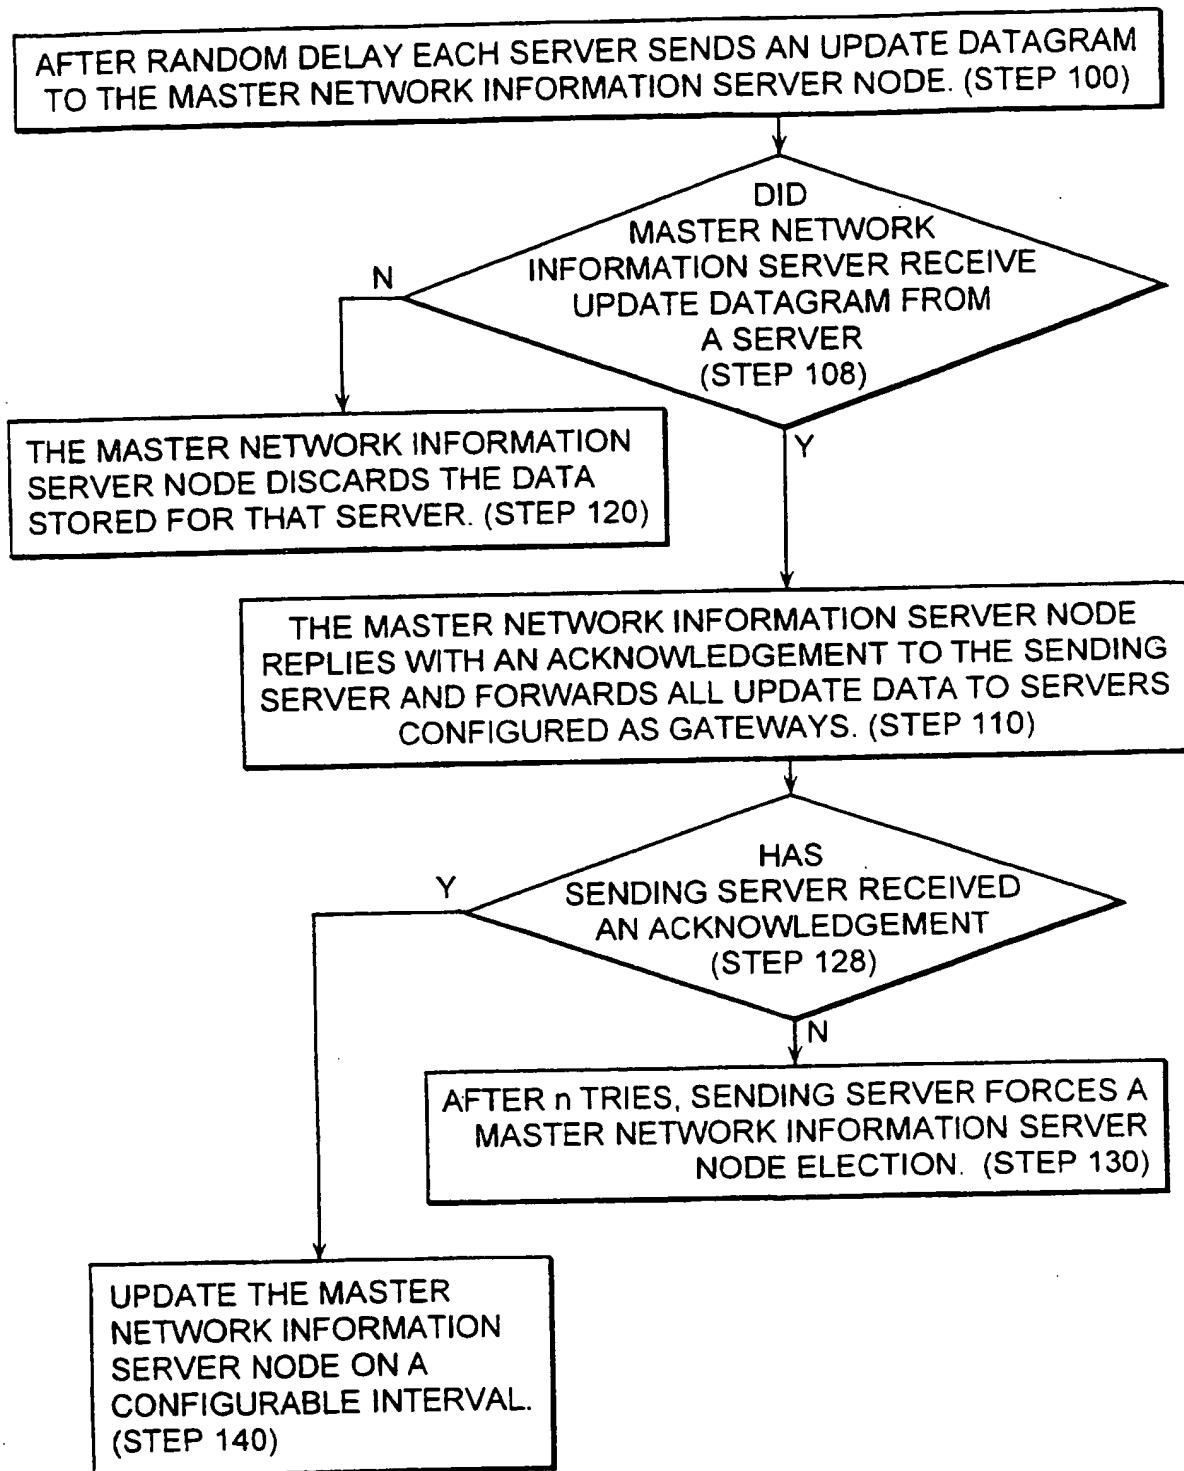 AFTER RANDOM DELAY EACH SERVER SENDS AN UPDATE DATAGRAM
TO THE MASTER NETWORK INFORMATION SERVER NODE. (STEP 100)
DID
MASTER NETWORK
INFORMATION SERVER RECEIVE
UPDATE DATAGRAM FROM
A SERVER
(STEP 108)
N
Y
THE MASTER NETWORK INFORMATION
SERVER NODE DISCARDS THE DATA
STORED FOR THAT SERVER. (STEP 120)
THE MASTER NETWORK INFORMATION SERVER NODE
REPLIES WITH AN ACKNOWLEDGEMENT TO THE SENDING
SERVER AND FORWARDS ALL UPDATE DATA TO SERVERS
CONFIGURED AS GATEWAYS. (STEP 110)
HAS
SENDING SERVER RECEIVED
AN ACKNOWLEDGEMENT
(STEP 128)
Y
N
AFTER n TRIES, SENDING SERVER FORCES A
MASTER NETWORK INFORMATION SERVER
NODE ELECTION. (STEP 130)
UPDATE THE MASTER
NETWORK INFORMATION
SERVER NODE ON A
CONFIGURABLE INTERVAL.
(STEP 140)